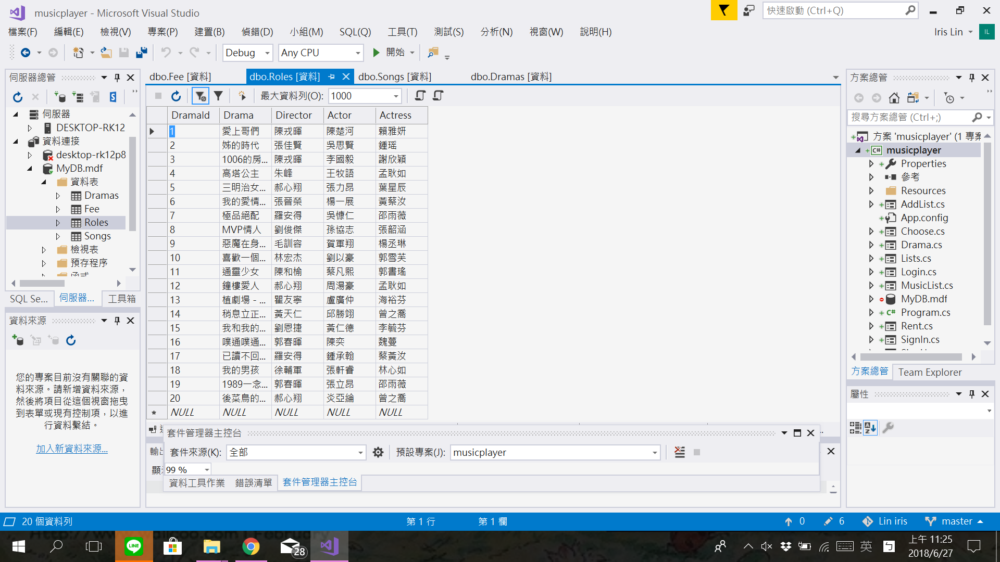 musicplayer - Microsoft Visual Studio
快速啟動 (Ctrl+Q)
檔案(F) 編輯(E) 檢視(V) 專案(P) 建置(B) 偵錯(D) 小組(M) SQL(Q) 工具(T) 測試(S) 分析(N) 視窗(W) 說明(H)
Iris Lin IL
Debug Any CPU 開始
伺服器總管
伺服器
DESKTOP-RK12
資料連接
desktop-rk12p8
MyDB.mdf
資料表
Dramas
Fee
Roles
Songs
檢視表
預存程序
函式
SQL Se... 伺服器... 工具箱
資料來源
您的專案目前沒有關聯的資
料來源。請新增資料來源，
然後將項目從這個視窗拖曳
到表單或現有控制項，以進
行資料繫結。
加入新資料來源...
dbo.Fee [資料] dbo.Roles [資料] dbo.Songs [資料] dbo.Dramas [資料]
最大資料列(O): 1000
DramaId Drama Director Actor Actress
1 愛上哥們 陳戎暉 陳楚河 賴雅妍
2 姊的時代 張佳賢 吳思賢 鍾瑶
3 1006的房... 陳戎暉 李國毅 謝欣穎
4 高塔公主 朱峰 王牧語 孟耿如
5 三明治女... 郝心翔 張力昂 葉星辰
6 我的愛情... 張晉榮 楊一展 黃蔡汝
7 極品絕配 羅安得 吳慷仁 邵雨薇
8 MVP情人 劉俊傑 孫協志 張韶涵
9 惡魔在身... 毛訓容 賀軍翔 楊丞琳
10 喜歡一個... 林宏杰 劉以豪 郭雪芙
11 通靈少女 陳和榆 蔡凡熙 郭書瑤
12 鐘樓愛人 郝心翔 周湯豪 孟耿如
13 植劇場 - ... 瞿友寧 盧廣仲 海裕芬
14 稍息立正... 黃天仁 邱勝翊 曾之喬
15 我和我的... 劉恩捷 黃仁德 李毓芬
16 噗通噗通... 郭春暉 陳奕 魏蔓
17 已讀不回... 羅安得 鍾承翰 蔡黃汝
18 我的男孩 徐輔軍 張軒睿 林心如
19 1989一念... 郭春暉 張立昂 邵雨薇
20 後菜鳥的... 郝心翔 炎亞綸 曾之喬
NULL NULL NULL NULL NULL
套件管理器主控台
套件來源(K): 全部 預設專案(J): musicplayer
99 %
資料工具作業 錯誤清單 套件管理器主控台
方案總管
搜尋方案總管 (Ctrl+;)
方案 'musicplayer' (1 專案
musicplayer
Properties
參考
Resources
AddList.cs
App.config
Choose.cs
Drama.cs
Lists.cs
Login.cs
MusicList.cs
MyDB.mdf
Program.cs
Rent.cs
SignIn.cs
方案總管 Team Explorer
屬性
20 個資料列 第 1 行 第 1 欄 0 6 Lin iris master
LINE 28 英 上午 11:25
2018/6/27